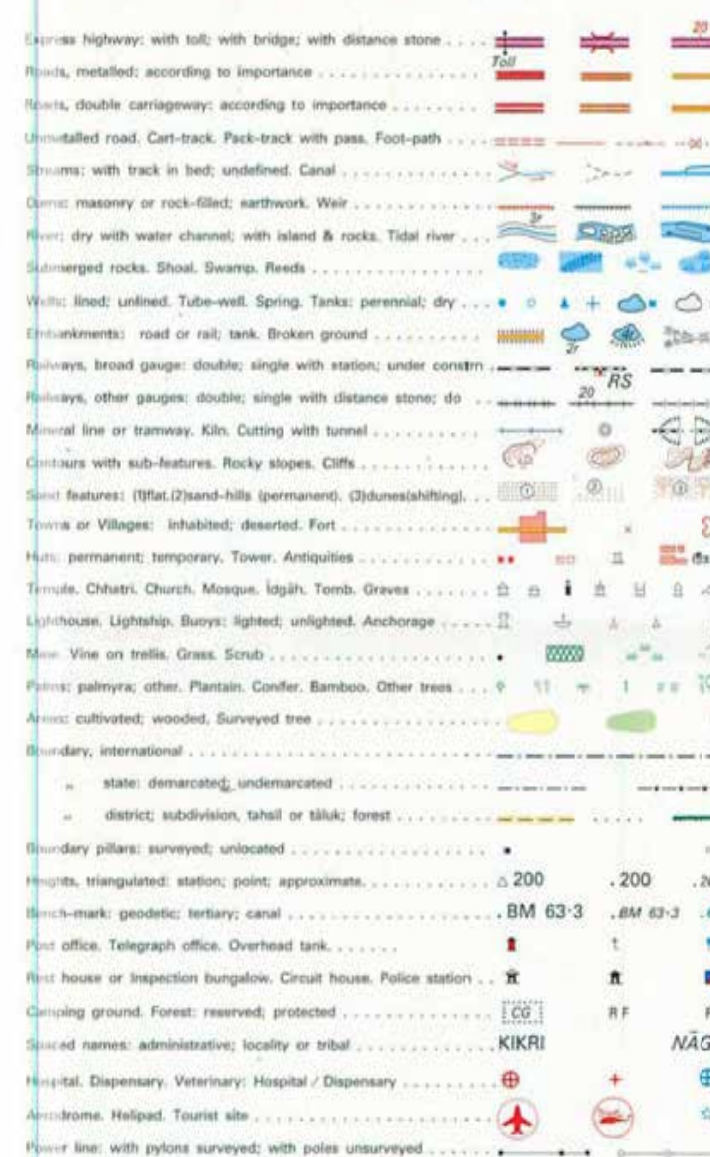 20
Express highway: with toll; with bridge; with distance stone
Toll
Roads, metalled: according to importance
Roads, double carriageway: according to importance
Unmetalled road. Cart-track. Pack-track with pass. Foot-path
Streams: with track in bed; undefined. Canal
Dams: masonry or rock-filled; earthwork. Weir
3r
River: dry with water channel; with island & rocks. Tidal river
Submerged rocks. Shoal. Swamp. Reeds
Wells: lined; unlined. Tube-well. Spring. Tanks: perennial; dry
Embankments: road or rail; tank. Broken ground
2r 4r
Railways, broad gauge: double; single with station; under constrn
RS
Railways, other gauges: double; single with distance stone; do
20
Mineral line or tramway. Kiln. Cutting with tunnel
Contours with sub-features. Rocky slopes. Cliffs
Sand features: (1)flat.(2)sand-hills (permanent). (3)dunes(shifting). (1) (2) (3)
Towns or Villages: inhabited; deserted. Fort
Huts: permanent; temporary. Tower. Antiquities
Temple. Chhatri. Church. Mosque. Īdgāh. Tomb. Graves
Lighthouse. Lightship. Buoys: lighted; unlighted. Anchorage
Mine. Vine on trellis. Grass. Scrub
Palms: palmyra; other. Plantain. Conifer. Bamboo. Other trees
Areas: cultivated; wooded. Surveyed tree
Boundary, international
„ state: demarcated; undemarcated
„ district; subdivision, tahsil or tāluk; forest
Boundary pillars: surveyed; unlocated
Heights, triangulated: station; point; approximate. △ 200 .200
Bench-mark: geodetic; tertiary; canal . BM 63·3 . BM 63·3
Post office. Telegraph office. Overhead tank.
Rest house or Inspection bungalow. Circuit house. Police station
Camping ground. Forest: reserved; protected CG RF
Spaced names: administrative; locality or tribal KIKRI NĀG
Hospital. Dispensary. Veterinary: Hospital / Dispensary
Aerodrome. Helipad. Tourist site
Power line: with pylons surveyed; with poles unsurveyed